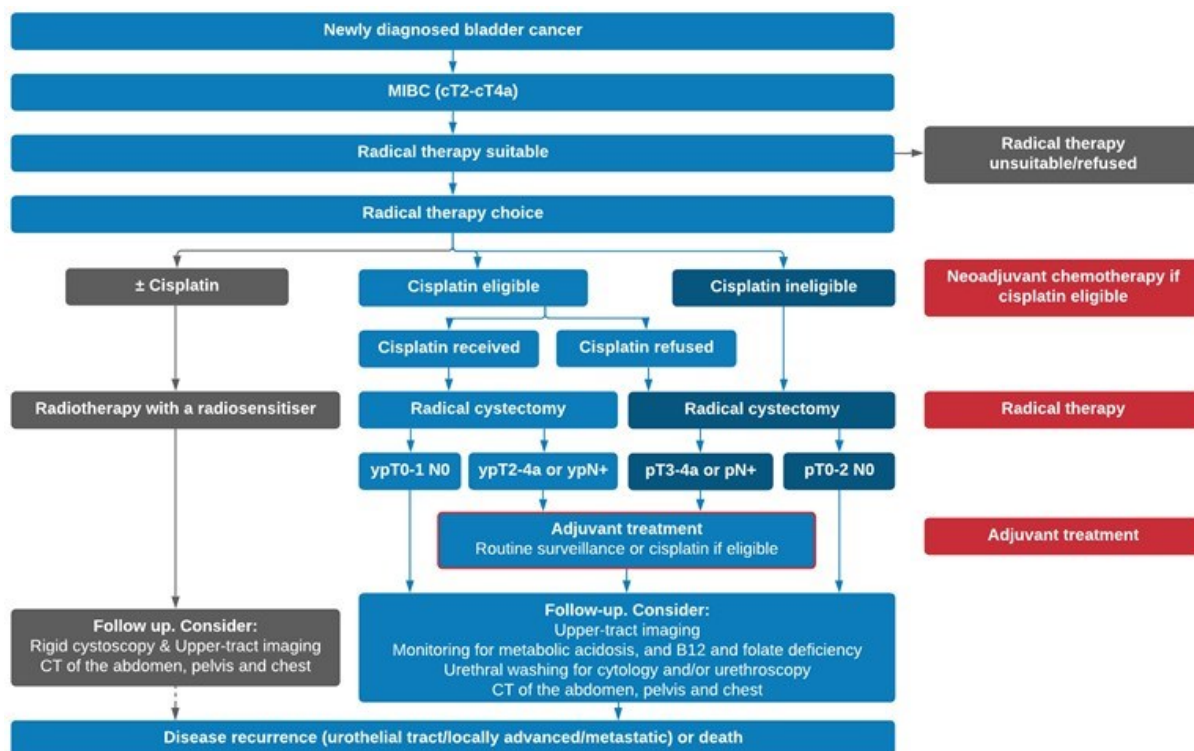 Newly diagnosed bladder cancer
MIBC (cT2-cT4a)
Radical therapy suitable
Radical therapy
unsuitable/refused
Radical therapy choice
± Cisplatin
Cisplatin eligible
Cisplatin ineligible
Neoadjuvant chemotherapy if
cisplatin eligible
Cisplatin received
Cisplatin refused
Radiotherapy with a radiosensitiser
Radical cystectomy
Radical cystectomy
Radical therapy
ypT0-1 N0
ypT2-4a or ypN+
pT3-4a or pN+
pT0-2 N0
Adjuvant treatment
Routine surveillance or cisplatin if eligible
Adjuvant treatment
Follow up. Consider:
Rigid cystoscopy & Upper-tract imaging
CT of the abdomen, pelvis and chest
Follow-up. Consider:
Upper-tract imaging
Monitoring for metabolic acidosis, and B12 and folate deficiency
Urethral washing for cytology and/or urethroscopy
CT of the abdomen, pelvis and chest
Disease recurrence (urothelial tract/locally advanced/metastatic) or death